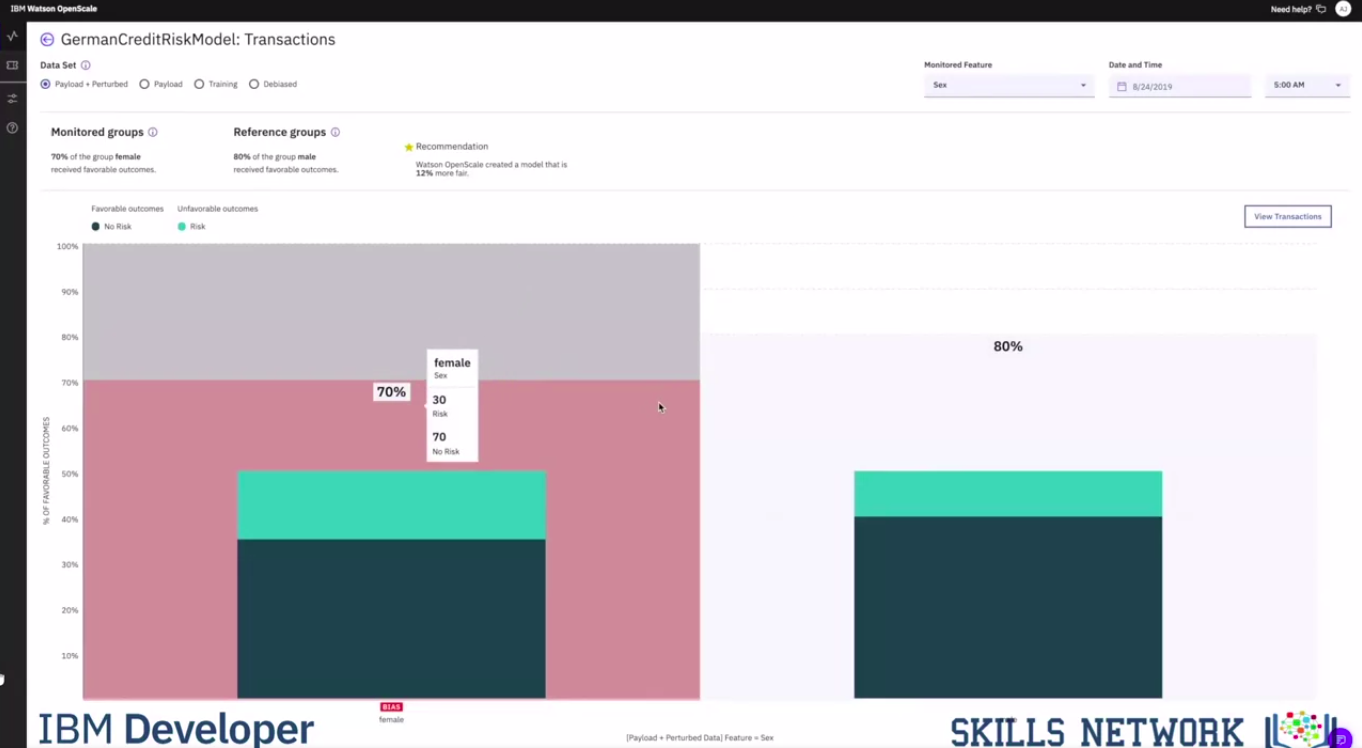 IBM Watson OpenScale
Need help?
AJ
GermanCreditRiskModel: Transactions
Data Set
Payload + Perturbed
Payload
Training
Debiased
Monitored Feature
Sex
Date and Time
8/24/2019
5:00 AM
Monitored groups
70% of the group female
received favorable outcomes.
Reference groups
80% of the group male
received favorable outcomes.
Recommendation
Watson OpenScale created a model that is
12% more fair.
Favorable outcomes
No Risk
Unfavorable outcomes
Risk
View Transactions
% OF FAVORABLE OUTCOMES
100%
90%
80%
70%
60%
50%
40%
30%
20%
10%
70%
female
Sex
30
Risk
70
No Risk
80%
BIAS
female
[Payload + Perturbed Data] Feature = Sex
IBM Developer
SKILLS NETWORK